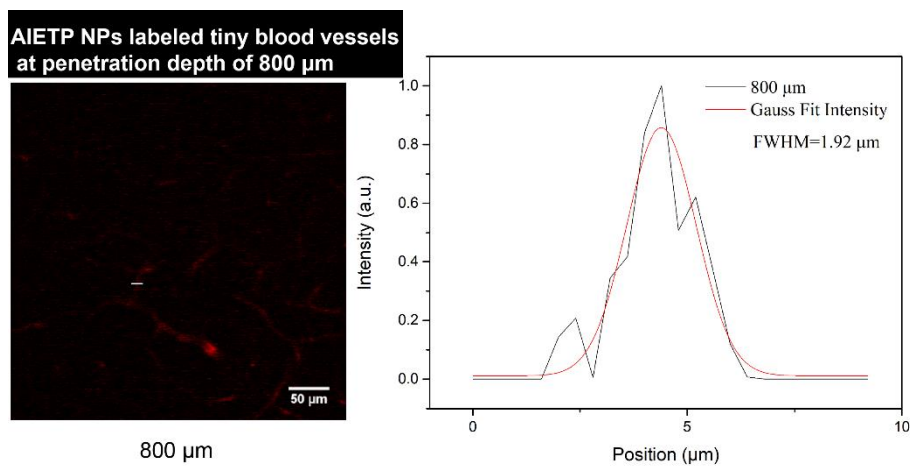 AIETP NPs labeled tiny blood vessels
at penetration depth of 800 μm
50 μm
800 μm
1.0
0.8
0.6
0.4
0.2
0.0
Intensity (a.u.)
800 μm
Gauss Fit Intensity
FWHM=1.92 μm
0
5
10
Position (μm)